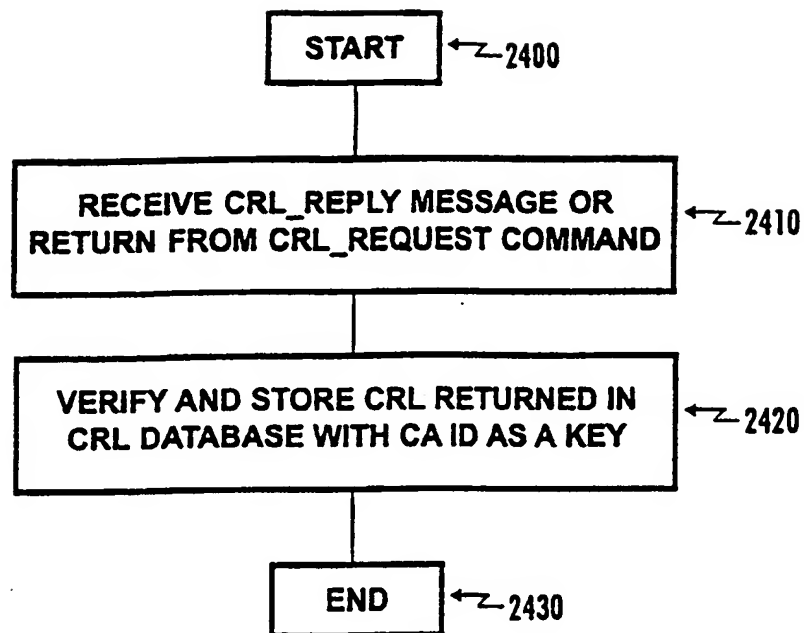 START
2400
RECEIVE CRL_REPLY MESSAGE OR
RETURN FROM CRL_REQUEST COMMAND
2410
VERIFY AND STORE CRL RETURNED IN
CRL DATABASE WITH CA ID AS A KEY
2420
END
2430